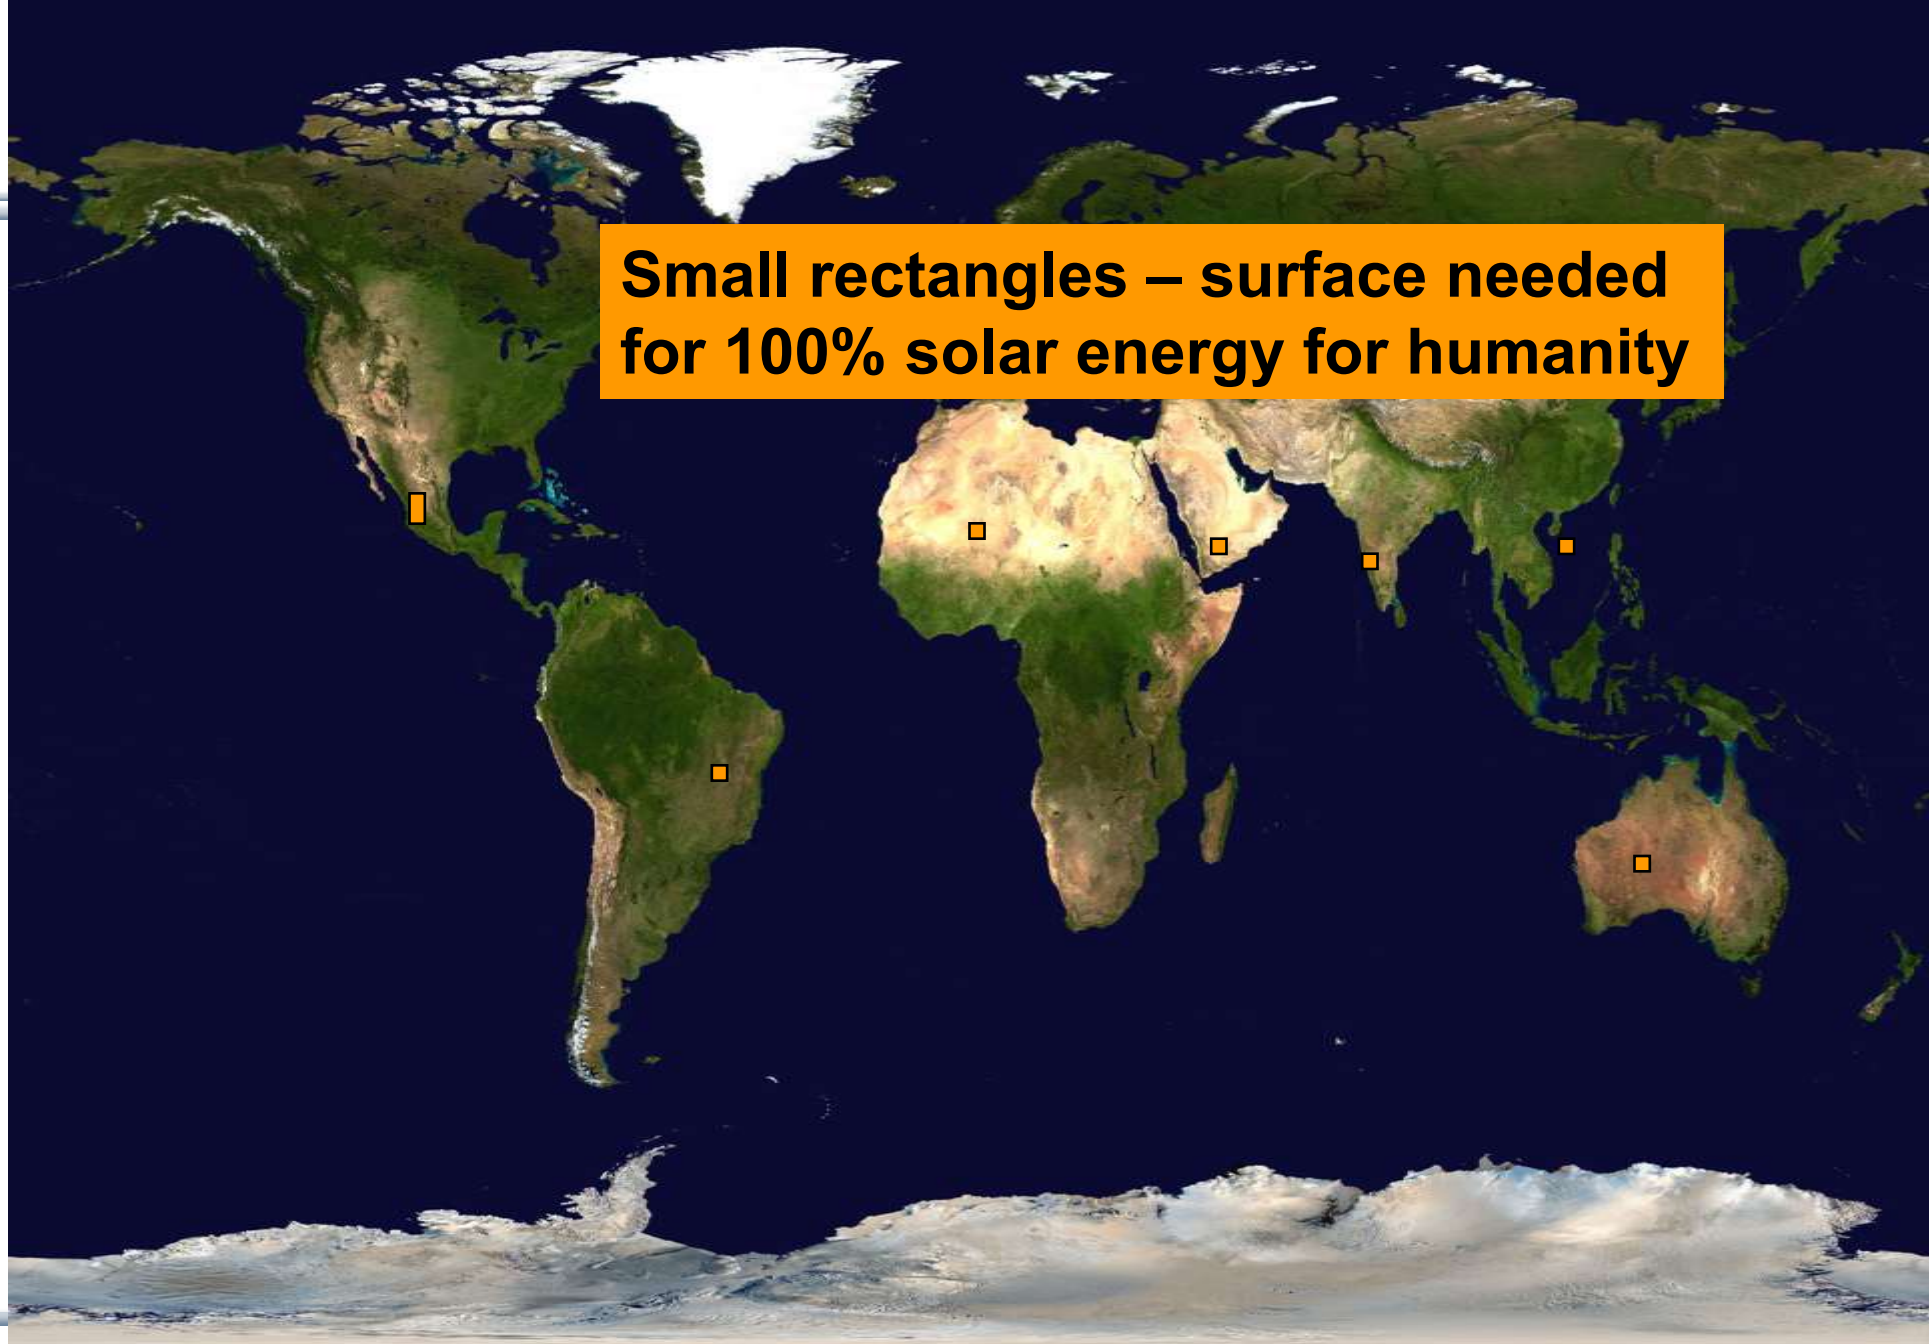 Small rectangles – surface needed
for 100% solar energy for humanity